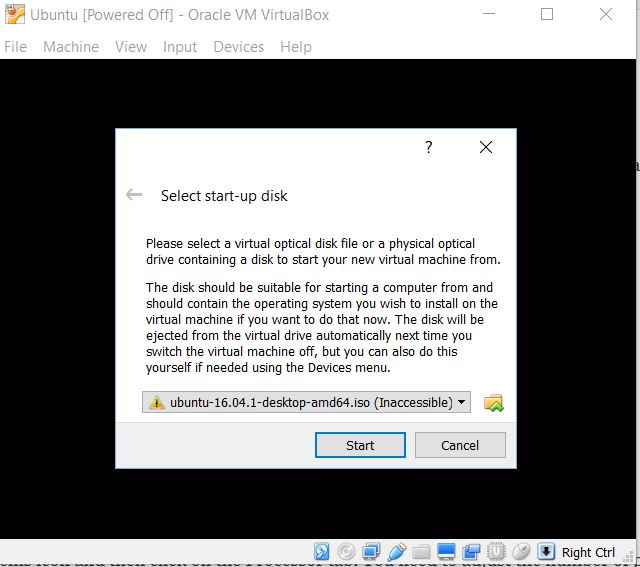 Ubuntu [Powered Off] - Oracle VM VirtualBox
File Machine View Input Devices Help
?
Select start-up disk
Please select a virtual optical disk file or a physical optical
drive containing a disk to start your new virtual machine from.
The disk should be suitable for starting a computer from and
should contain the operating system you wish to install on the
virtual machine if you want to do that now. The disk will be
ejected from the virtual drive automatically next time you
switch the virtual machine off, but you can also do this
yourself if needed using the Devices menu.
ubuntu-16.04.1-desktop-amd64.iso (Inaccessible)
Start Cancel
Right Ctrl